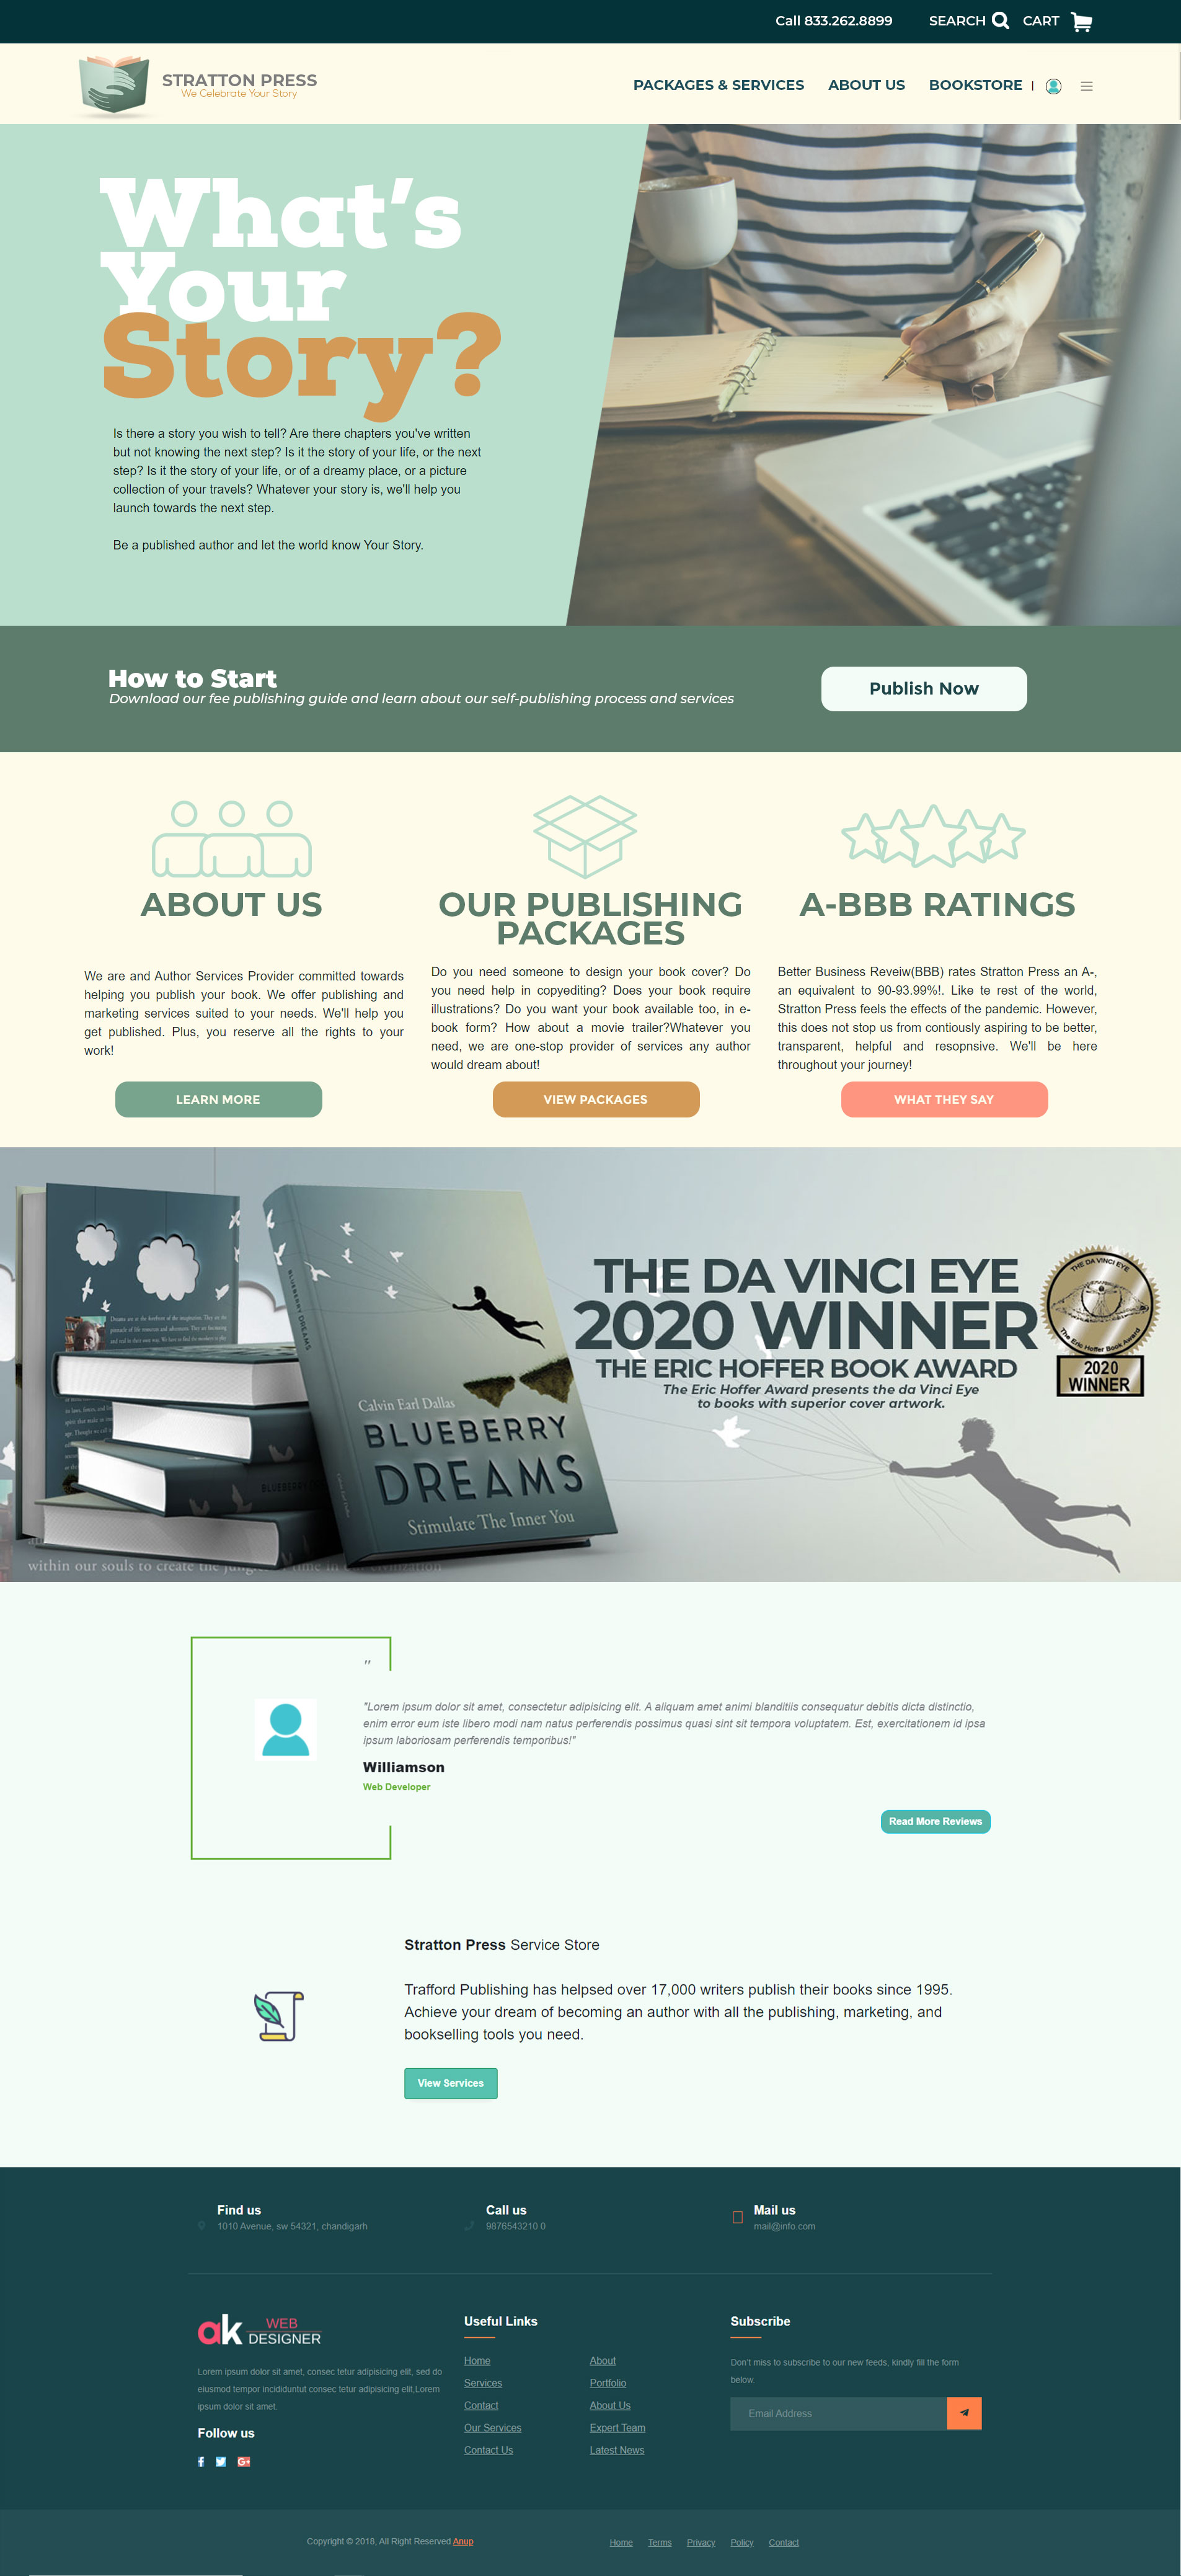 Call 833.262.8899 SEARCH CART
STRATTON PRESS
We Celebrate Your Story
PACKAGES & SERVICES ABOUT US BOOKSTORE |
What's
Your
Story?
Is there a story you wish to tell? Are there chapters you've written
but not knowing the next step? Is it the story of your life, or the next
step? Is it the story of your life, or of a dreamy place, or a picture
collection of your travels? Whatever your story is, we'll help you
launch towards the next step.
Be a published author and let the world know Your Story.
How to Start
Download our fee publishing guide and learn about our self-publishing process and services
Publish Now
ABOUT US
We are and Author Services Provider committed towards
helping you publish your book. We offer publishing and
marketing services suited to your needs. We'll help you
get published. Plus, you reserve all the rights to your
work!
LEARN MORE
OUR PUBLISHING
PACKAGES
Do you need someone to design your book cover? Do
you need help in copyediting? Does your book require
illustrations? Do you want your book available too, in e-
book form? How about a movie trailer?Whatever you
need, we are one-stop provider of services any author
would dream about!
VIEW PACKAGES
A-BBB RATINGS
Better Business Reveiw(BBB) rates Stratton Press an A-,
an equivalent to 90-93.99%!. Like te rest of the world,
Stratton Press feels the effects of the pandemic. However,
this does not stop us from contiously aspiring to be better,
transparent, helpful and resopnsive. We'll be here
throughout your journey!
WHAT THEY SAY
BLUEBERRY DREAMS
Calvin Earl Dallas
BLUEBERRY
DREAMS
Stimulate The Inner You
within our souls to create the
THE DA VINCI EYE
2020 WINNER
THE ERIC HOFFER BOOK AWARD
The Eric Hoffer Award presents the da Vinci Eye
to books with superior cover artwork.
THE DA VINCI EYE
The Eric Hoffer Book Award
2020
WINNER
"
"Lorem ipsum dolor sit amet, consectetur adipisicing elit. A aliquam amet animi blanditiis consequatur debitis dicta distinctio,
enim error eum iste libero modi nam natus perferendis possimus quasi sint sit tempora voluptatem. Est, exercitationem id ipsa
ipsum laboriosam perferendis temporibus!"
Williamson
Web Developer
Read More Reviews
Stratton Press Service Store
Trafford Publishing has helpsed over 17,000 writers publish their books since 1995.
Achieve your dream of becoming an author with all the publishing, marketing, and
bookselling tools you need.
View Services
Find us
1010 Avenue, sw 54321, chandigarh
Call us
9876543210 0
Mail us
mail@info.com
ak WEB
DESIGNER
Lorem ipsum dolor sit amet, consec tetur adipisicing elit, sed do
eiusmod tempor incididuntut consec tetur adipisicing elit,Lorem
ipsum dolor sit amet.
Follow us
f G+
Useful Links
Home About
Services Portfolio
Contact About Us
Our Services Expert Team
Contact Us Latest News
Subscribe
Don't miss to subscribe to our new feeds, kindly fill the form
below.
Email Address
Copyright © 2018, All Right Reserved Anup
Home Terms Privacy Policy Contact